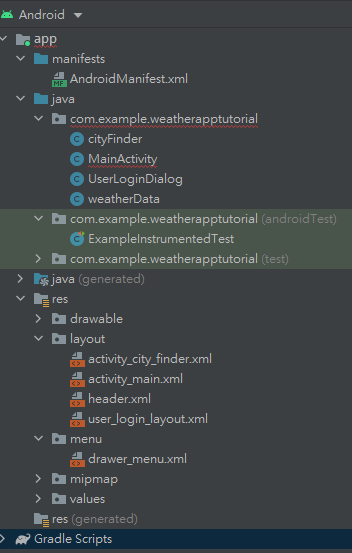 Android
app
manifests
AndroidManifest.xml
java
com.example.weatherapptutorial
cityFinder
MainActivity
UserLoginDialog
weatherData
com.example.weatherapptutorial (androidTest)
ExampleInstrumentedTest
com.example.weatherapptutorial (test)
java (generated)
res
drawable
layout
activity_city_finder.xml
activity_main.xml
header.xml
user_login_layout.xml
menu
drawer_menu.xml
mipmap
values
res (generated)
Gradle Scripts